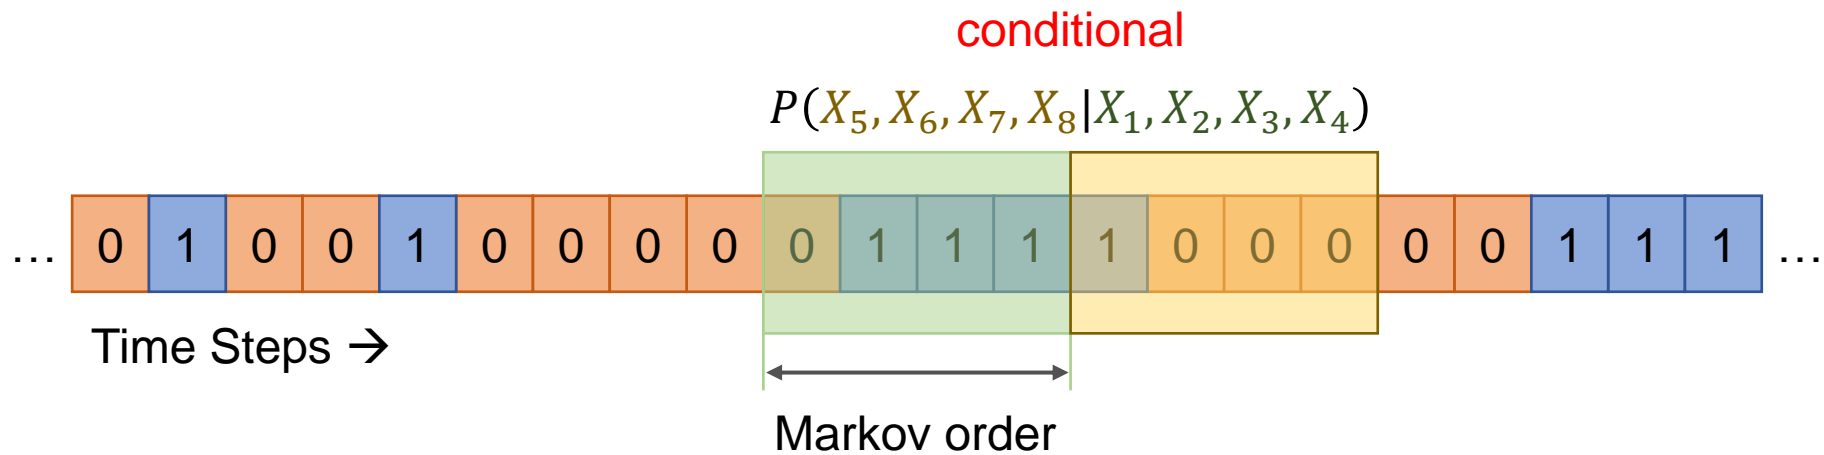 conditional
P(X₅, X₆, X₇, X₈|X₁, X₂, X₃, X₄)
... 0 1 0 0 1 0 0 0 0 0 1 1 1 1 0 0 0 0 0 1 1 1 ...
Time Steps →
Markov order